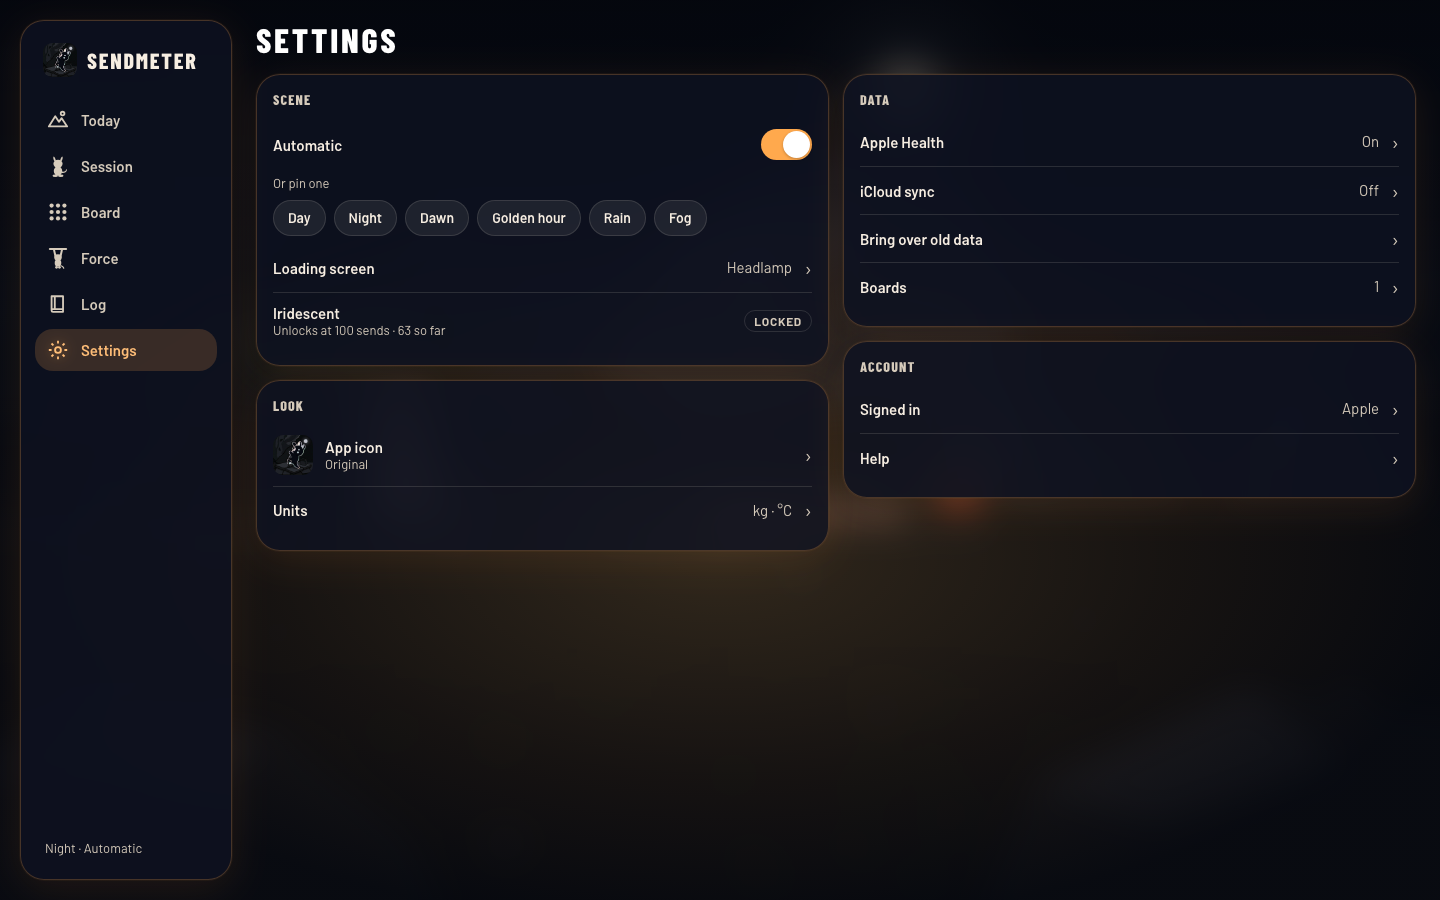 SENDMETER
Today
Session
Board
Force
Log
Settings
Night · Automatic
SETTINGS
SCENE
Automatic
Or pin one
Day Night Dawn Golden hour Rain Fog
Loading screen Headlamp ›
Iridescent
Unlocks at 100 sends · 63 so far
LOCKED
LOOK
App icon
Original ›
Units kg · °C ›
DATA
Apple Health On ›
iCloud sync Off ›
Bring over old data ›
Boards 1 ›
ACCOUNT
Signed in Apple ›
Help ›